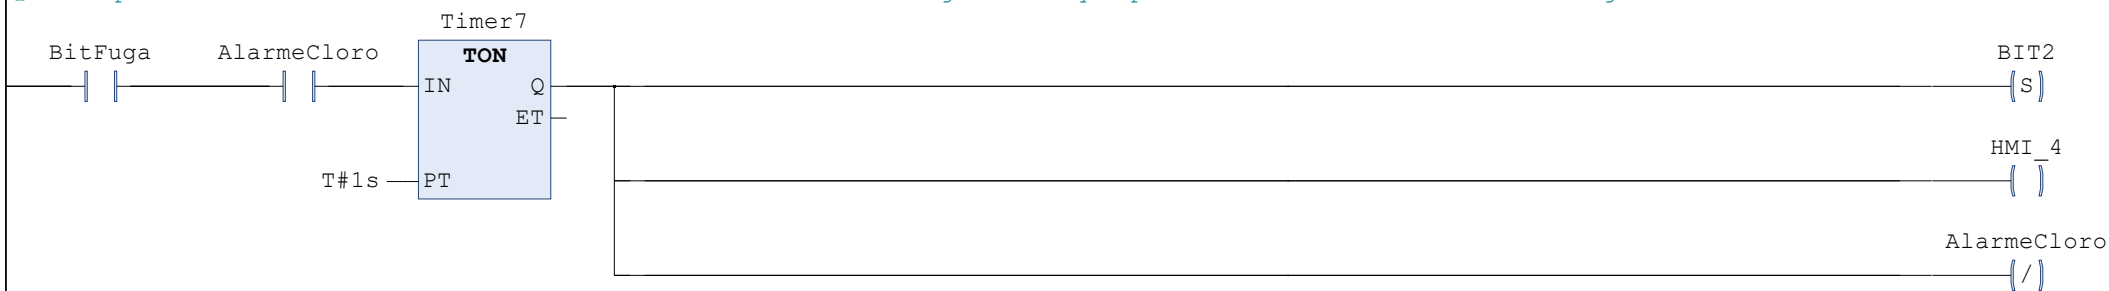 Timer7
BitFuga AlarmeCloro TON BIT2
IN Q S
ET
HMI_4
T#1s PT
AlarmeCloro
/